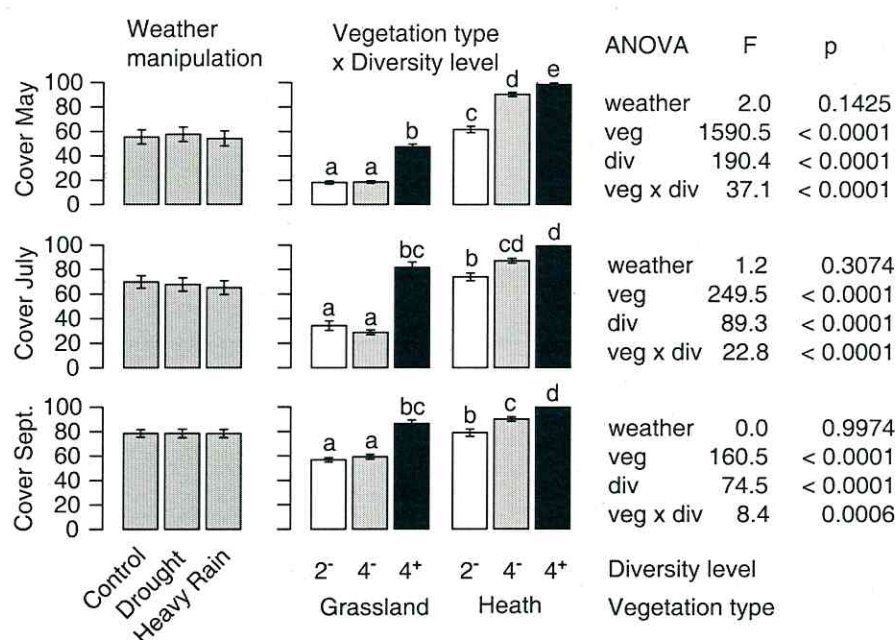 Weather
manipulation
Vegetation type
x Diversity level
ANOVA F p
Cover May
100
80
60
40
20
0
a a b c d e
weather 2.0 0.1425
veg 1590.5 < 0.0001
div 190.4 < 0.0001
veg x div 37.1 < 0.0001
Cover July
100
80
60
40
20
0
a a bc b cd d
weather 1.2 0.3074
veg 249.5 < 0.0001
div 89.3 < 0.0001
veg x div 22.8 < 0.0001
Cover Sept.
100
80
60
40
20
0
a a bc b c d
weather 0.0 0.9974
veg 160.5 < 0.0001
div 74.5 < 0.0001
veg x div 8.4 0.0006
Control
Drought
Heavy Rain
2⁻ 4⁻ 4⁺ 2⁻ 4⁻ 4⁺ Diversity level
Grassland Heath Vegetation type